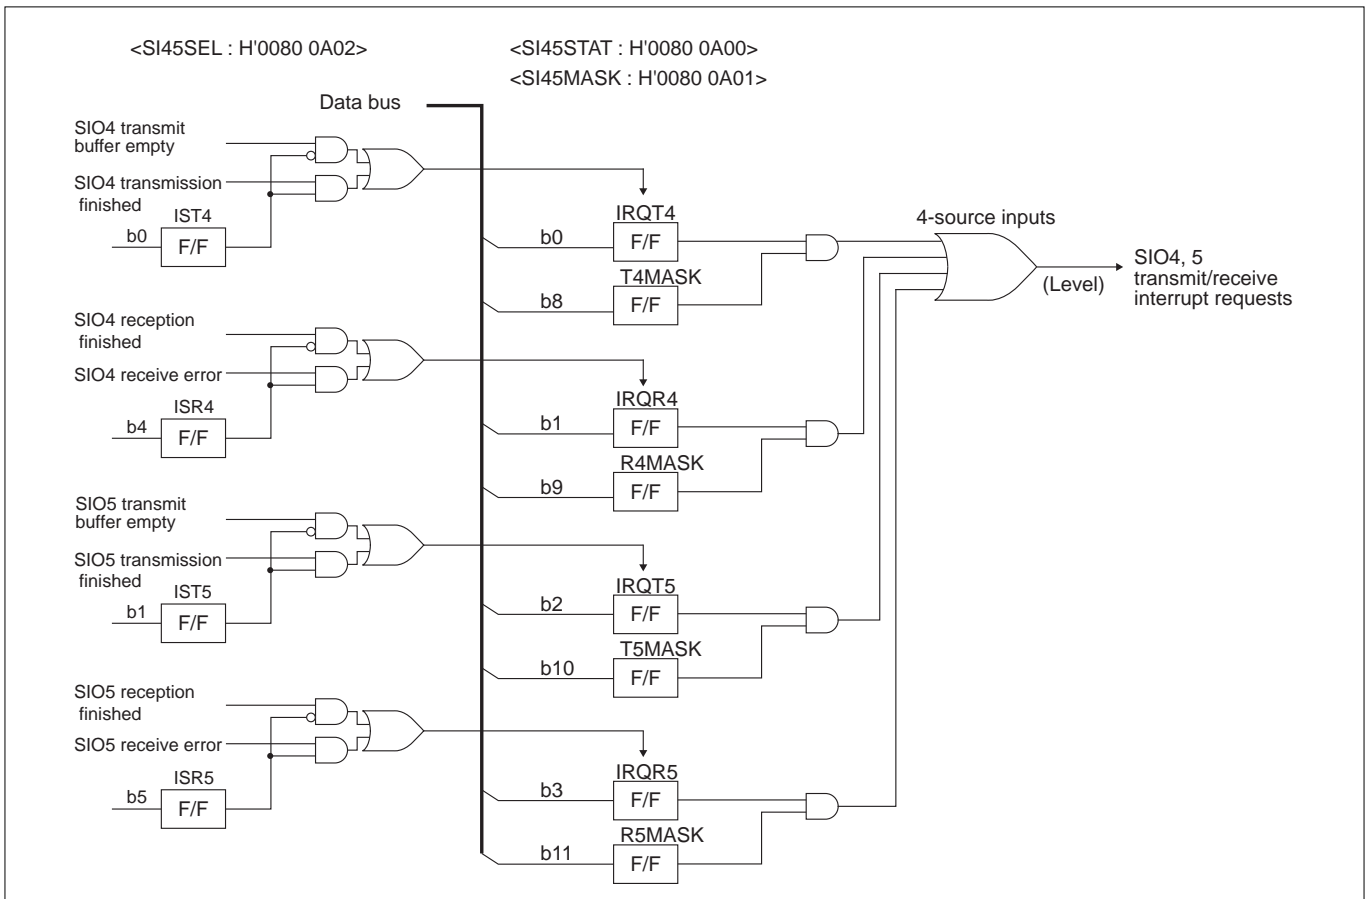 <SI45SEL : H'0080 0A02>
<SI45STAT : H'0080 0A00>
<SI45MASK : H'0080 0A01>
Data bus
SIO4 transmit
buffer empty
SIO4 transmission
finished
IST4
b0
F/F
IRQT4
b0
F/F
T4MASK
b8
F/F
4-source inputs
(Level)
SIO4, 5
transmit/receive
interrupt requests
SIO4 reception
finished
SIO4 receive error
ISR4
b4
F/F
IRQR4
b1
F/F
R4MASK
b9
F/F
SIO5 transmit
buffer empty
SIO5 transmission
finished
IST5
b1
F/F
IRQT5
b2
F/F
T5MASK
b10
F/F
SIO5 reception
finished
SIO5 receive error
ISR5
b5
F/F
IRQR5
b3
F/F
R5MASK
b11
F/F